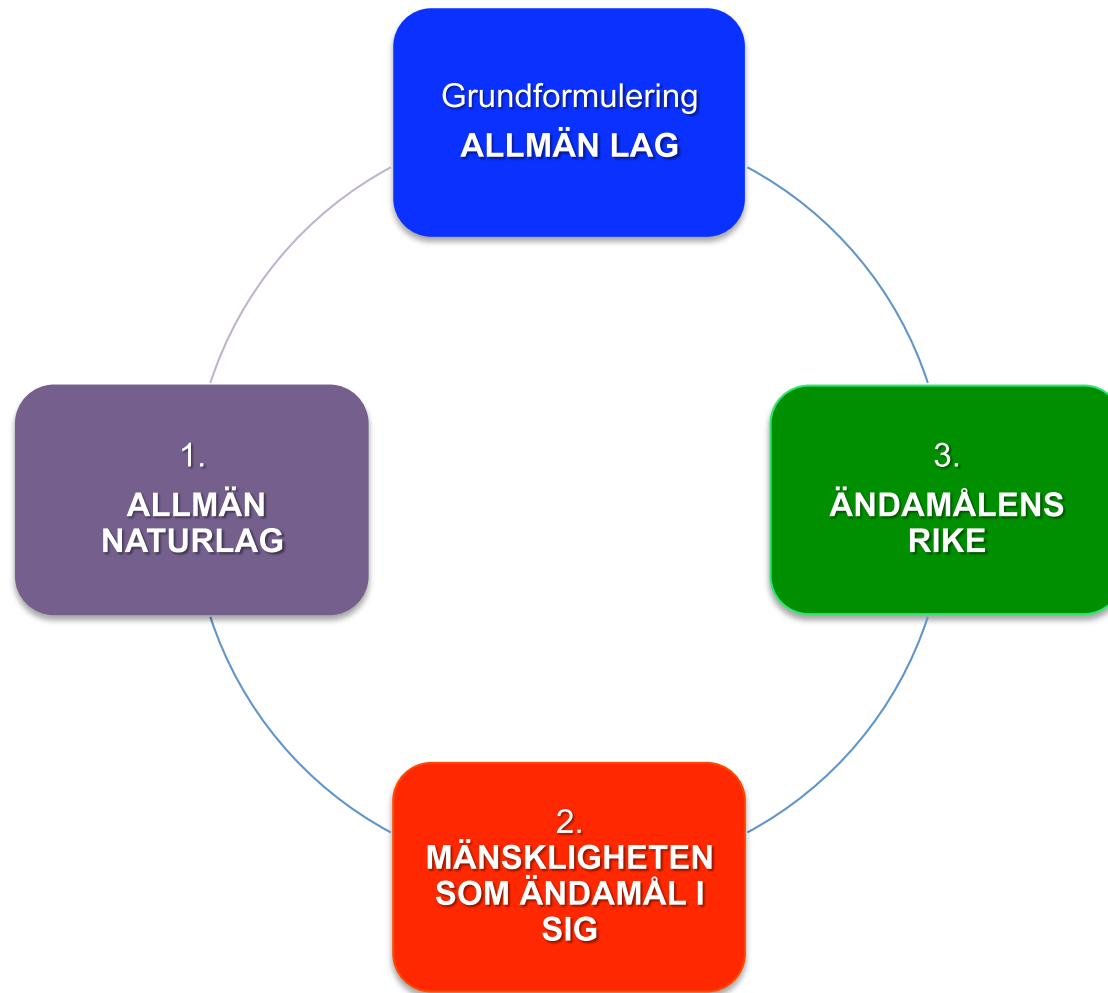 Grundformulering
ALLMÄN LAG
1.
ALLMÄN
NATURLAG
3.
ÄNDAMÅLENS
RIKE
2.
MÄNSKLIGHETEN
SOM ÄNDAMÅL I
SIG